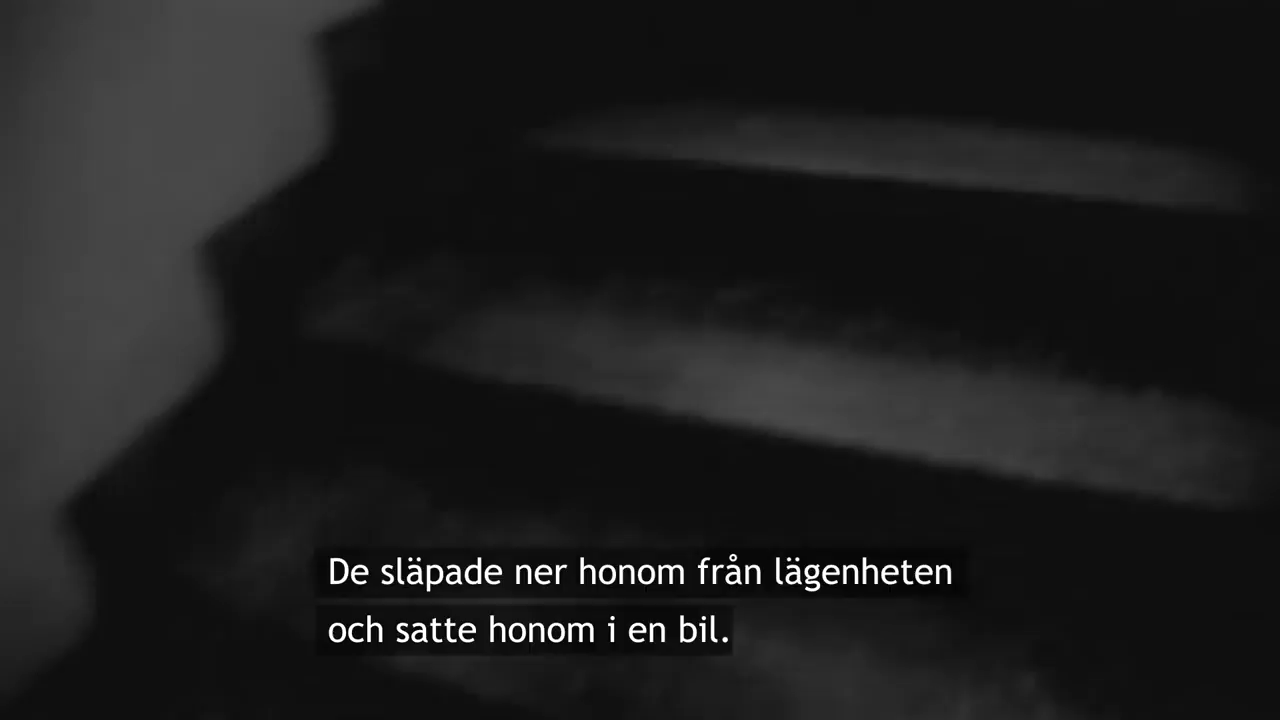 De släpade ner honom från lägenheten
och satte honom i en bil.